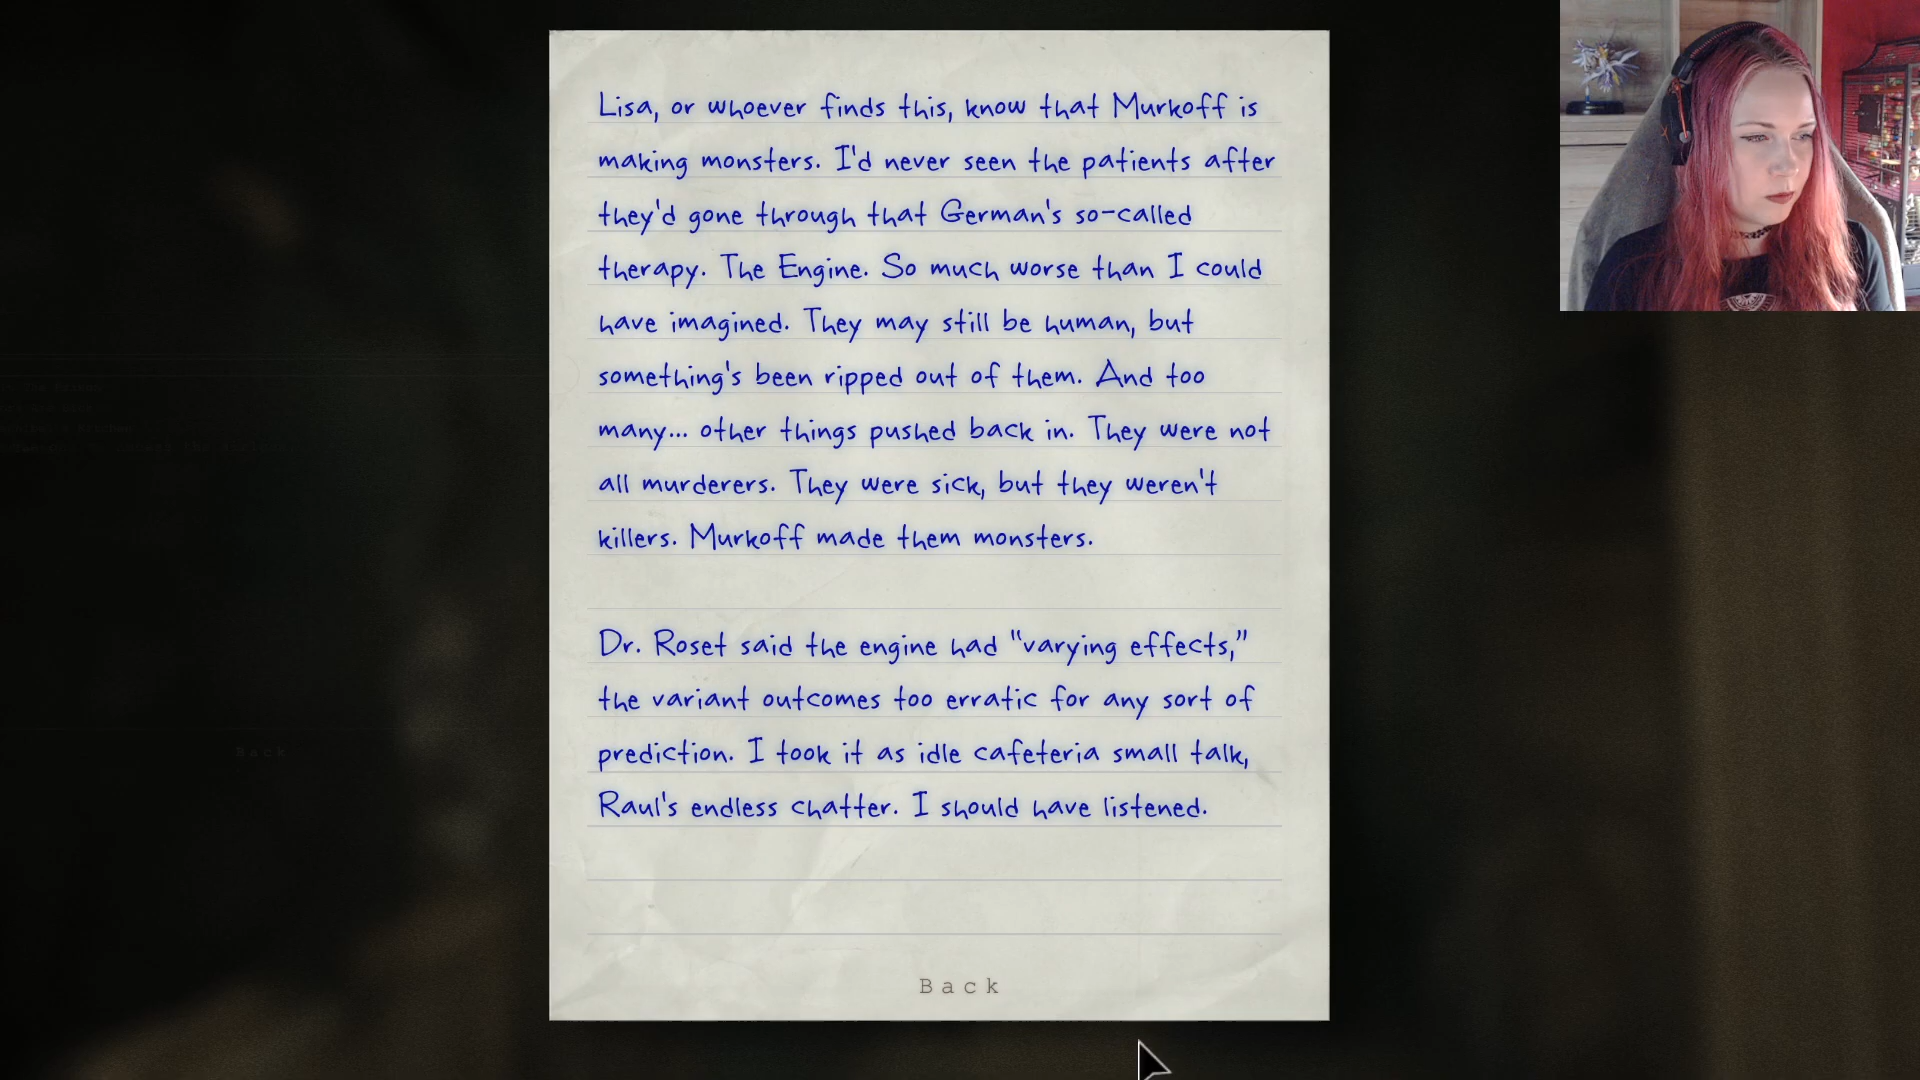 Lisa, or whoever finds this, know that Murkoff is
making monsters. I'd never seen the patients after
they'd gone through that German's so-called
therapy. The Engine. So much worse than I could
have imagined. They may still be human, but
something's been ripped out of them. And too
many... other things pushed back in. They were not
all murderers. They were sick, but they weren't
killers. Murkoff made them monsters.
Dr. Roset said the engine had "varying effects,"
the variant outcomes too erratic for any sort of
prediction. I took it as idle cafeteria small talk,
Raul's endless chatter. I should have listened.
Back
Back